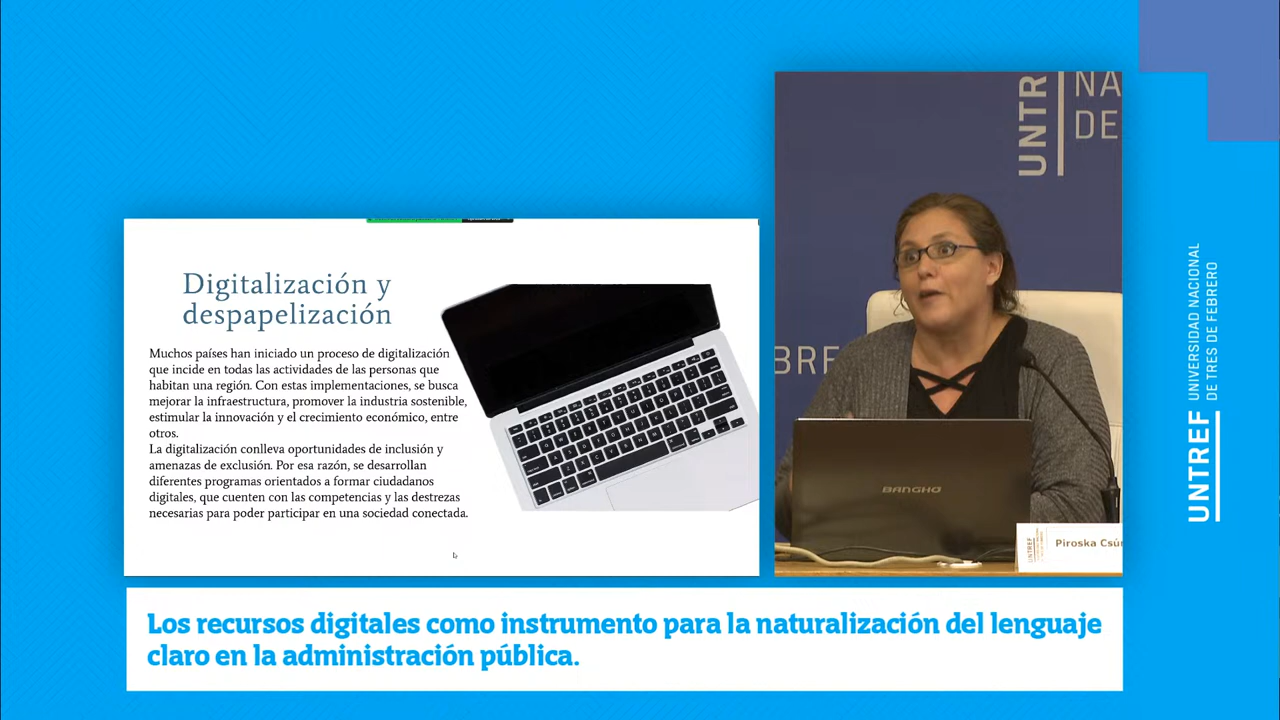 Digitalización y
despapelización
Muchos países han iniciado un proceso de digitalización
que incide en todas las actividades de las personas que
habitan una región. Con estas implementaciones, se busca
mejorar la infraestructura, promover la industria sostenible,
estimular la innovación y el crecimiento económico, entre
otros.
La digitalización conlleva oportunidades de inclusión y
amenazas de exclusión. Por esa razón, se desarrollan
diferentes programas orientados a formar ciudadanos
digitales, que cuenten con las competencias y las destrezas
necesarias para poder participar en una sociedad conectada.
UNTR
NA
DE
BRE
BANGHO
UNTREF
Piroska Csú
Los recursos digitales como instrumento para la naturalización del lenguaje
claro en la administración pública.
UNTREF
UNIVERSIDAD NACIONAL
DE TRES DE FEBRERO